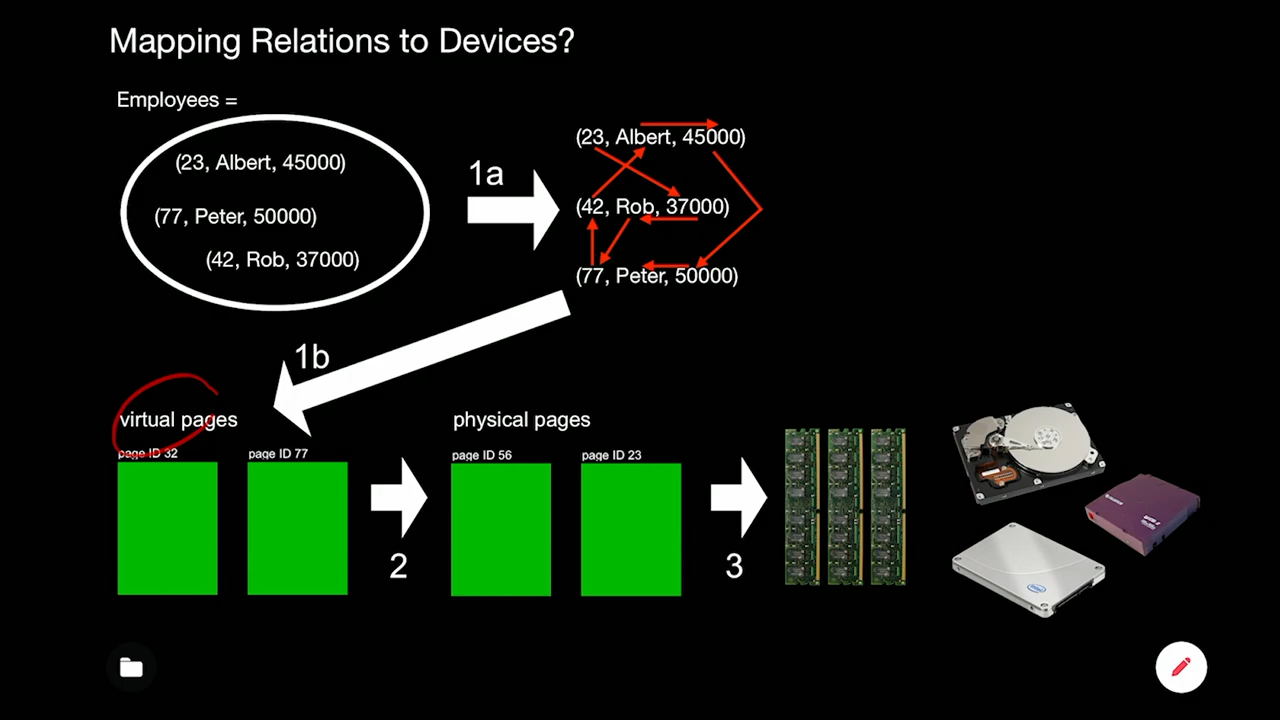 Mapping Relations to Devices?
Employees =
(23, Albert, 45000)
(77, Peter, 50000)
(42, Rob, 37000)
1a
(23, Albert, 45000)
(42, Rob, 37000)
(77, Peter, 50000)
1b
virtual pages
page ID 32
page ID 77
2
physical pages
page ID 56
page ID 23
3